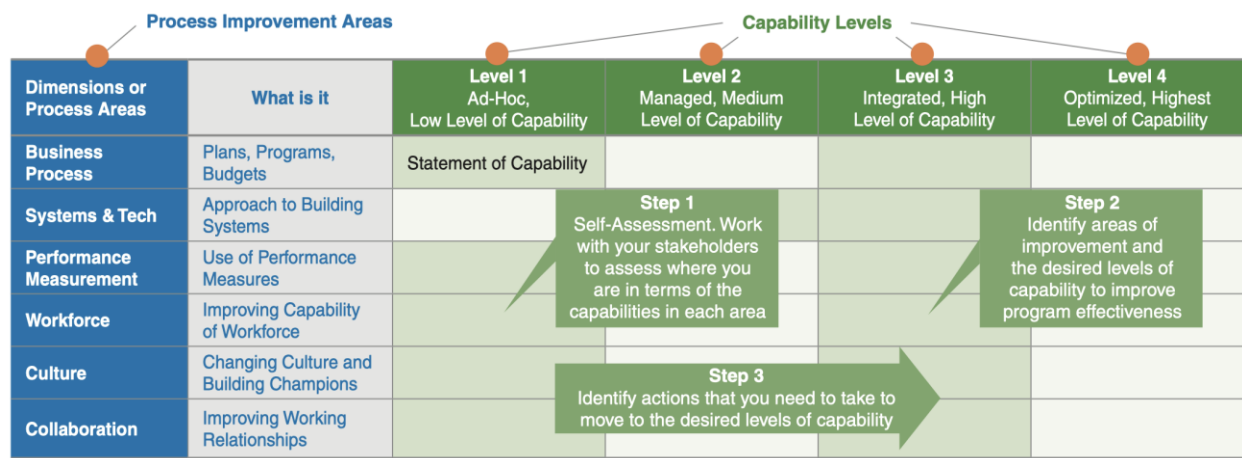 Process Improvement Areas
Capability Levels
Dimensions or
Process Areas
What is it
Level 1
Ad-Hoc,
Low Level of Capability
Level 2
Managed, Medium
Level of Capability
Level 3
Integrated, High
Level of Capability
Level 4
Optimized, Highest
Level of Capability
Business
Process
Plans, Programs,
Budgets
Statement of Capability
Systems & Tech
Approach to Building
Systems
Performance
Measurement
Use of Performance
Measures
Workforce
Improving Capability
of Workforce
Culture
Changing Culture and
Building Champions
Collaboration
Improving Working
Relationships
Step 1
Self-Assessment. Work
with your stakeholders
to assess where you
are in terms of the
capabilities in each area
Step 2
Identify areas of
improvement and
the desired levels of
capability to improve
program effectiveness
Step 3
Identify actions that you need to take to
move to the desired levels of capability